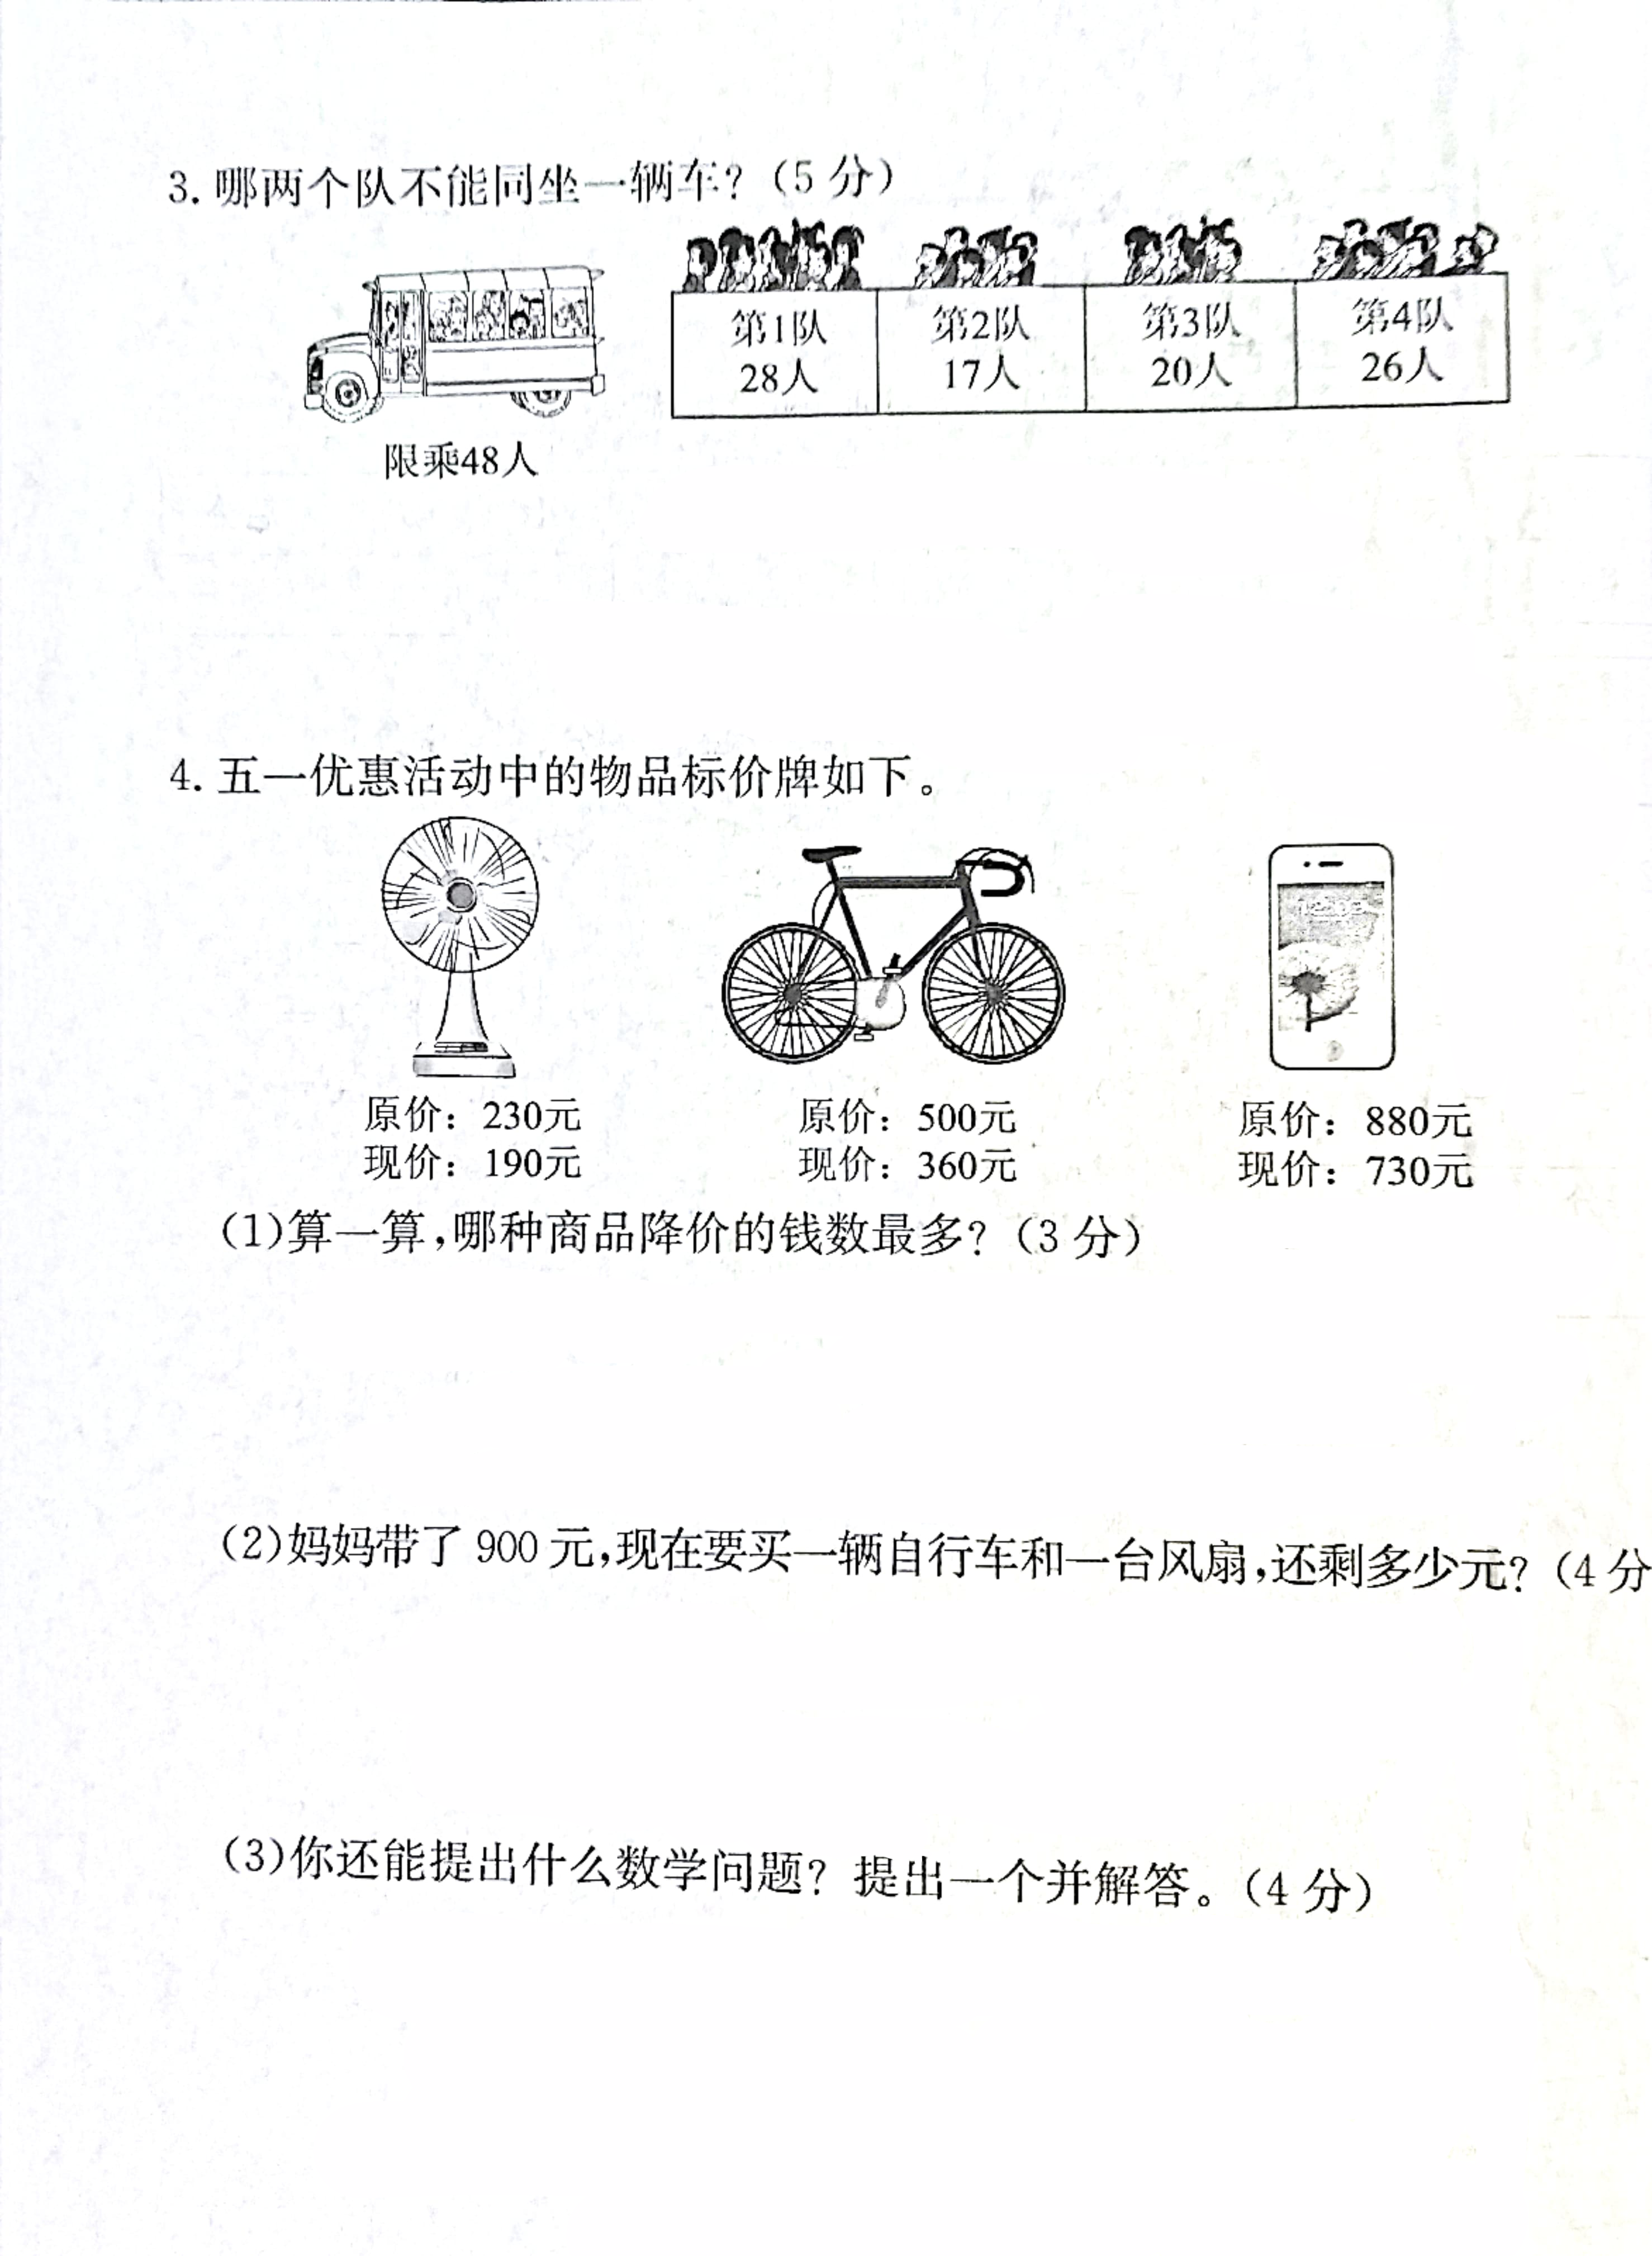 3. 哪两个队不能同坐一辆车？（5 分）
第1队 第2队 第3队 第4队
28人 17人 20人 26人
限乘48人
4. 五一优惠活动中的物品标价牌如下。
原价：230元 原价：500元 原价：880元
现价：190元 现价：360元 现价：730元
（1）算一算，哪种商品降价的钱数最多？（3 分）
（2）妈妈带了 900 元，现在要买一辆自行车和一台风扇，还剩多少元？（4 分
（3）你还能提出什么数学问题？提出一个并解答。（4 分）